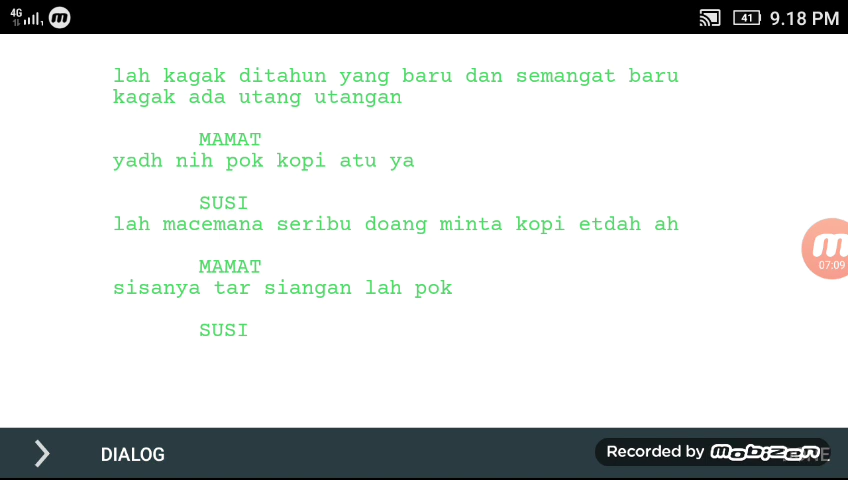 4G
41 9.18 PM
lah kagak ditahun yang baru dan semangat baru
kagak ada utang utangan
MAMAT
yadh nih pok kopi atu ya
SUSI
lah macemana seribu doang minta kopi etdah ah
MAMAT
07:09
sisanya tar siangan lah pok
SUSI
DIALOG
Recorded by mobizen